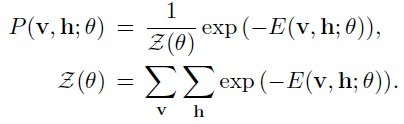 P(v, h; θ) = 1/𝒵(θ) exp (−E(v, h; θ)),
𝒵(θ) = ∑_v ∑_h exp (−E(v, h; θ)).